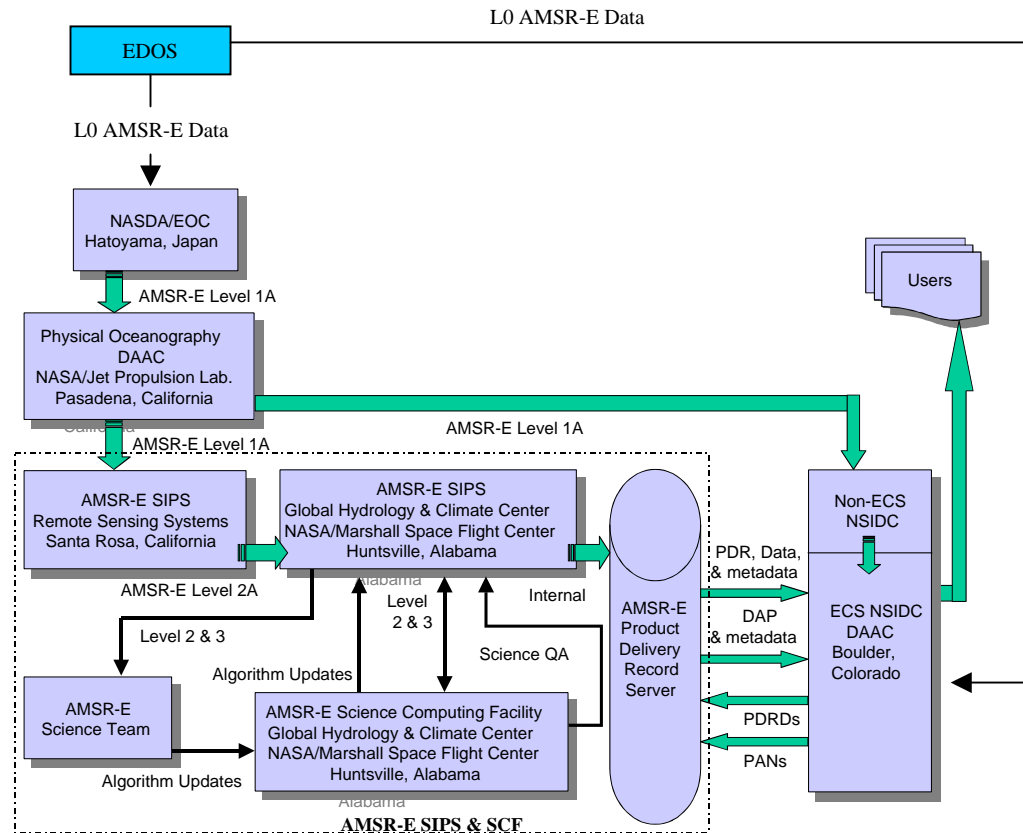 L0 AMSR-E Data
EDOS
L0 AMSR-E Data
NASDA/EOC
Hatoyama, Japan
AMSR-E Level 1A
Users
Physical Oceanography
DAAC
NASA/Jet Propulsion Lab.
Pasadena, California
California
AMSR-E Level 1A
AMSR-E Level 1A
AMSR-E SIPS
Remote Sensing Systems
Santa Rosa, California
AMSR-E SIPS
Global Hydrology & Climate Center
NASA/Marshall Space Flight Center
Huntsville, Alabama
Alabama
Non-ECS
NSIDC
AMSR-E Level 2A
Internal
PDR, Data,
& metadata
Level 2 & 3
Level
2 & 3
Science QA
Algorithm Updates
AMSR-E
Product
Delivery
Record
Server
DAP
& metadata
ECS NSIDC
DAAC
Boulder,
Colorado
AMSR-E
Science Team
Algorithm Updates
AMSR-E Science Computing Facility
Global Hydrology & Climate Center
NASA/Marshall Space Flight Center
Huntsville, Alabama
Alabama
PDRDs
PANs
AMSR-E SIPS & SCF